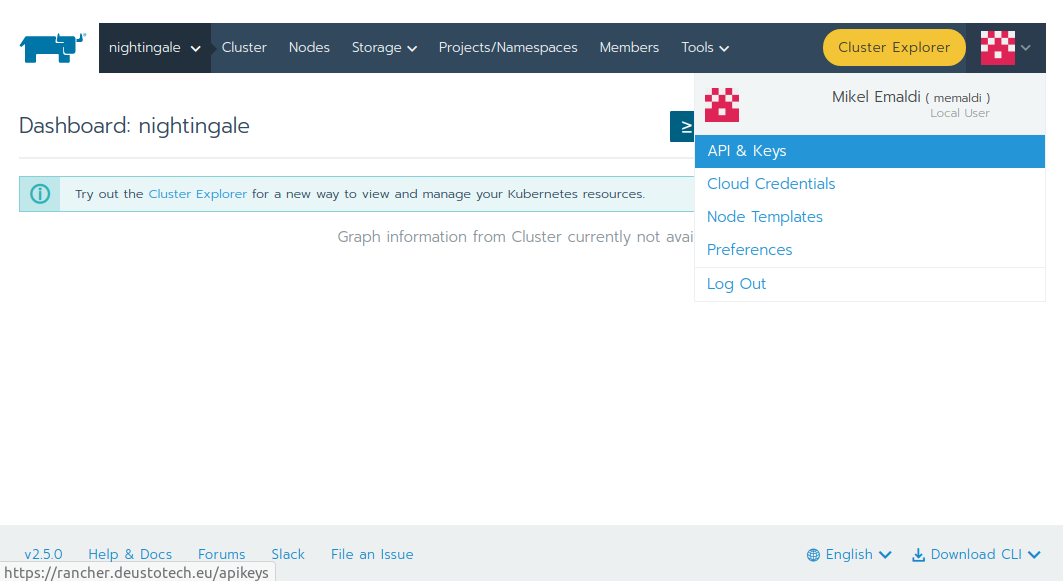 nightingale Cluster Nodes Storage Projects/Namespaces Members Tools Cluster Explorer
Mikel Emaldi ( memaldi )
Local User
Dashboard: nightingale
≥
API & Keys
Cloud Credentials
Node Templates
Preferences
Log Out
Try out the Cluster Explorer for a new way to view and manage your Kubernetes resources.
Graph information from Cluster currently not avai
v2.5.0 Help & Docs Forums Slack File an Issue English Download CLI
https://rancher.deustotech.eu/apikeys